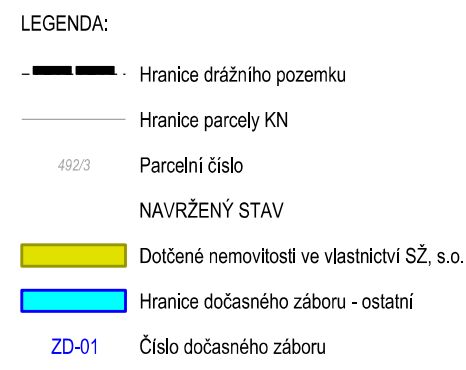 LEGENDA:
Hranice drážního pozemku
Hranice parcely KN
492/3 Parcelní číslo
NAVRŽENÝ STAV
Dotčené nemovitosti ve vlastnictví SŽ, s.o.
Hranice dočasného záboru - ostatní
ZD-01 Číslo dočasného záboru